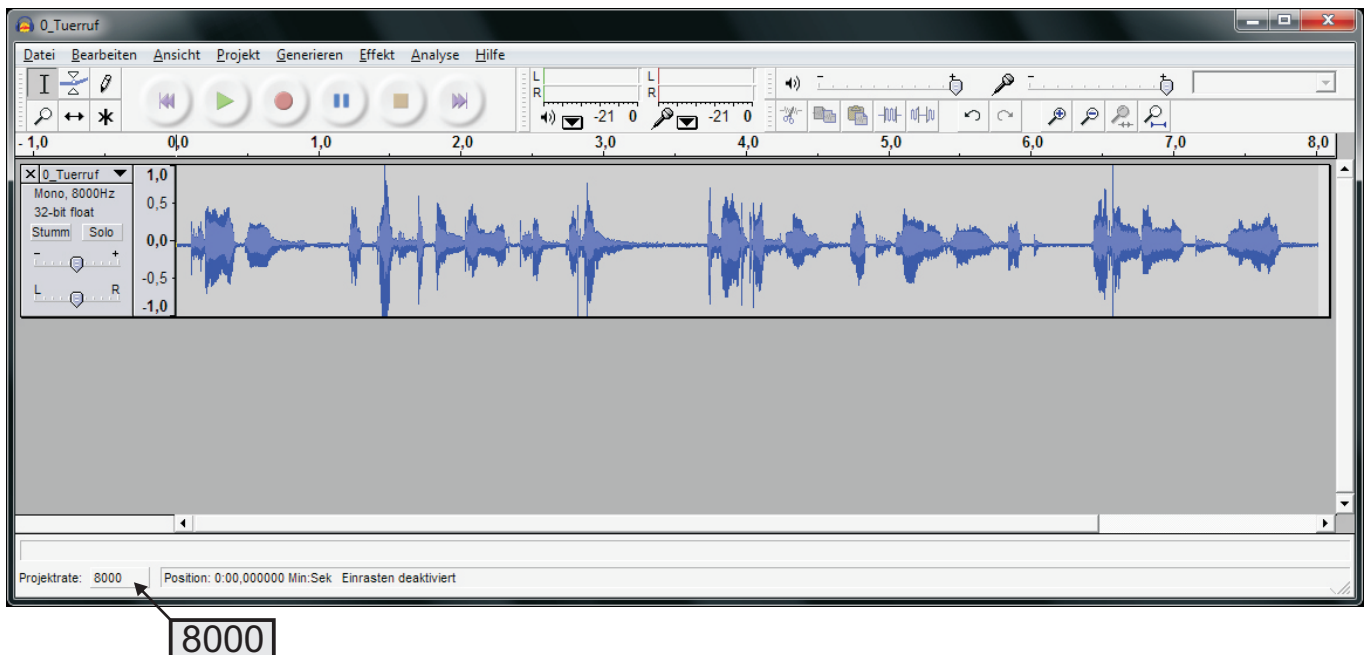 0_Tuerruf
Datei Bearbeiten Ansicht Projekt Generieren Effekt Analyse Hilfe
L
R
-21 0
L
R
-21 0
- +
- +
- 1,0 0,0 1,0 2,0 3,0 4,0 5,0 6,0 7,0 8,0
X 0_Tuerruf
Mono, 8000Hz
32-bit float
Stumm Solo
- +
L R
1,0
0,5
0,0
-0,5
-1,0
Projektrate: 8000 Position: 0:00,000000 Min:Sek Einrasten deaktiviert
8000